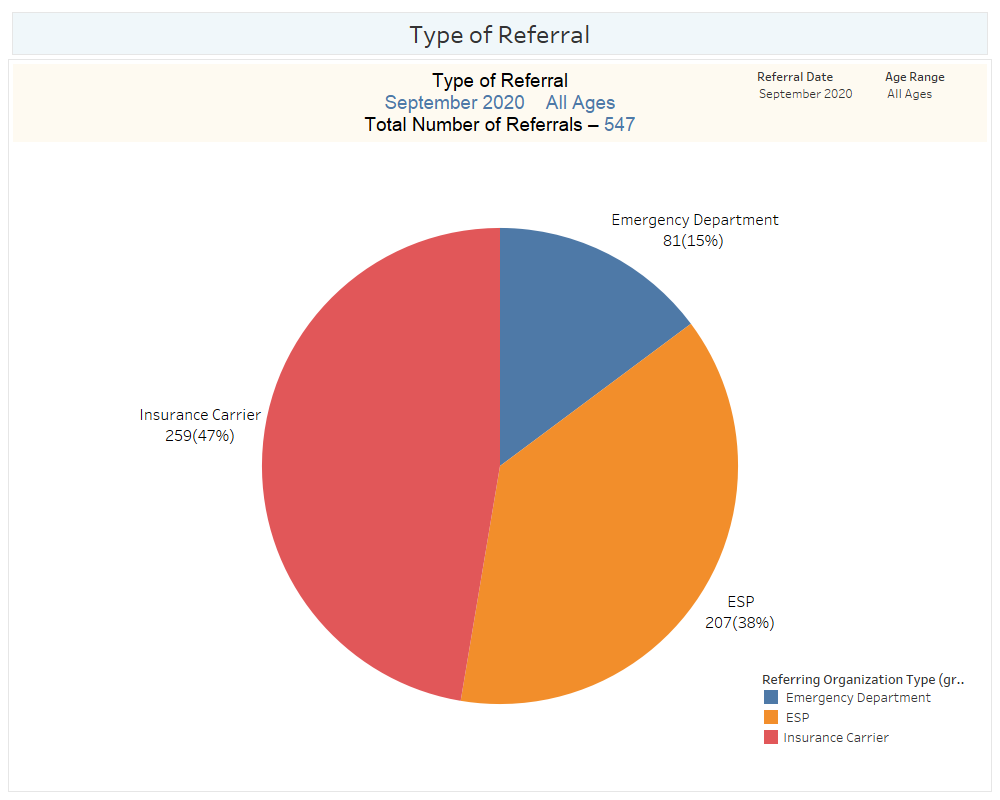 Type of Referral
Type of Referral
September 2020 All Ages
Total Number of Referrals – 547
Referral Date Age Range
September 2020 All Ages
Emergency Department
81(15%)
Insurance Carrier
259(47%)
ESP
207(38%)
Referring Organization Type (gr..
Emergency Department
ESP
Insurance Carrier